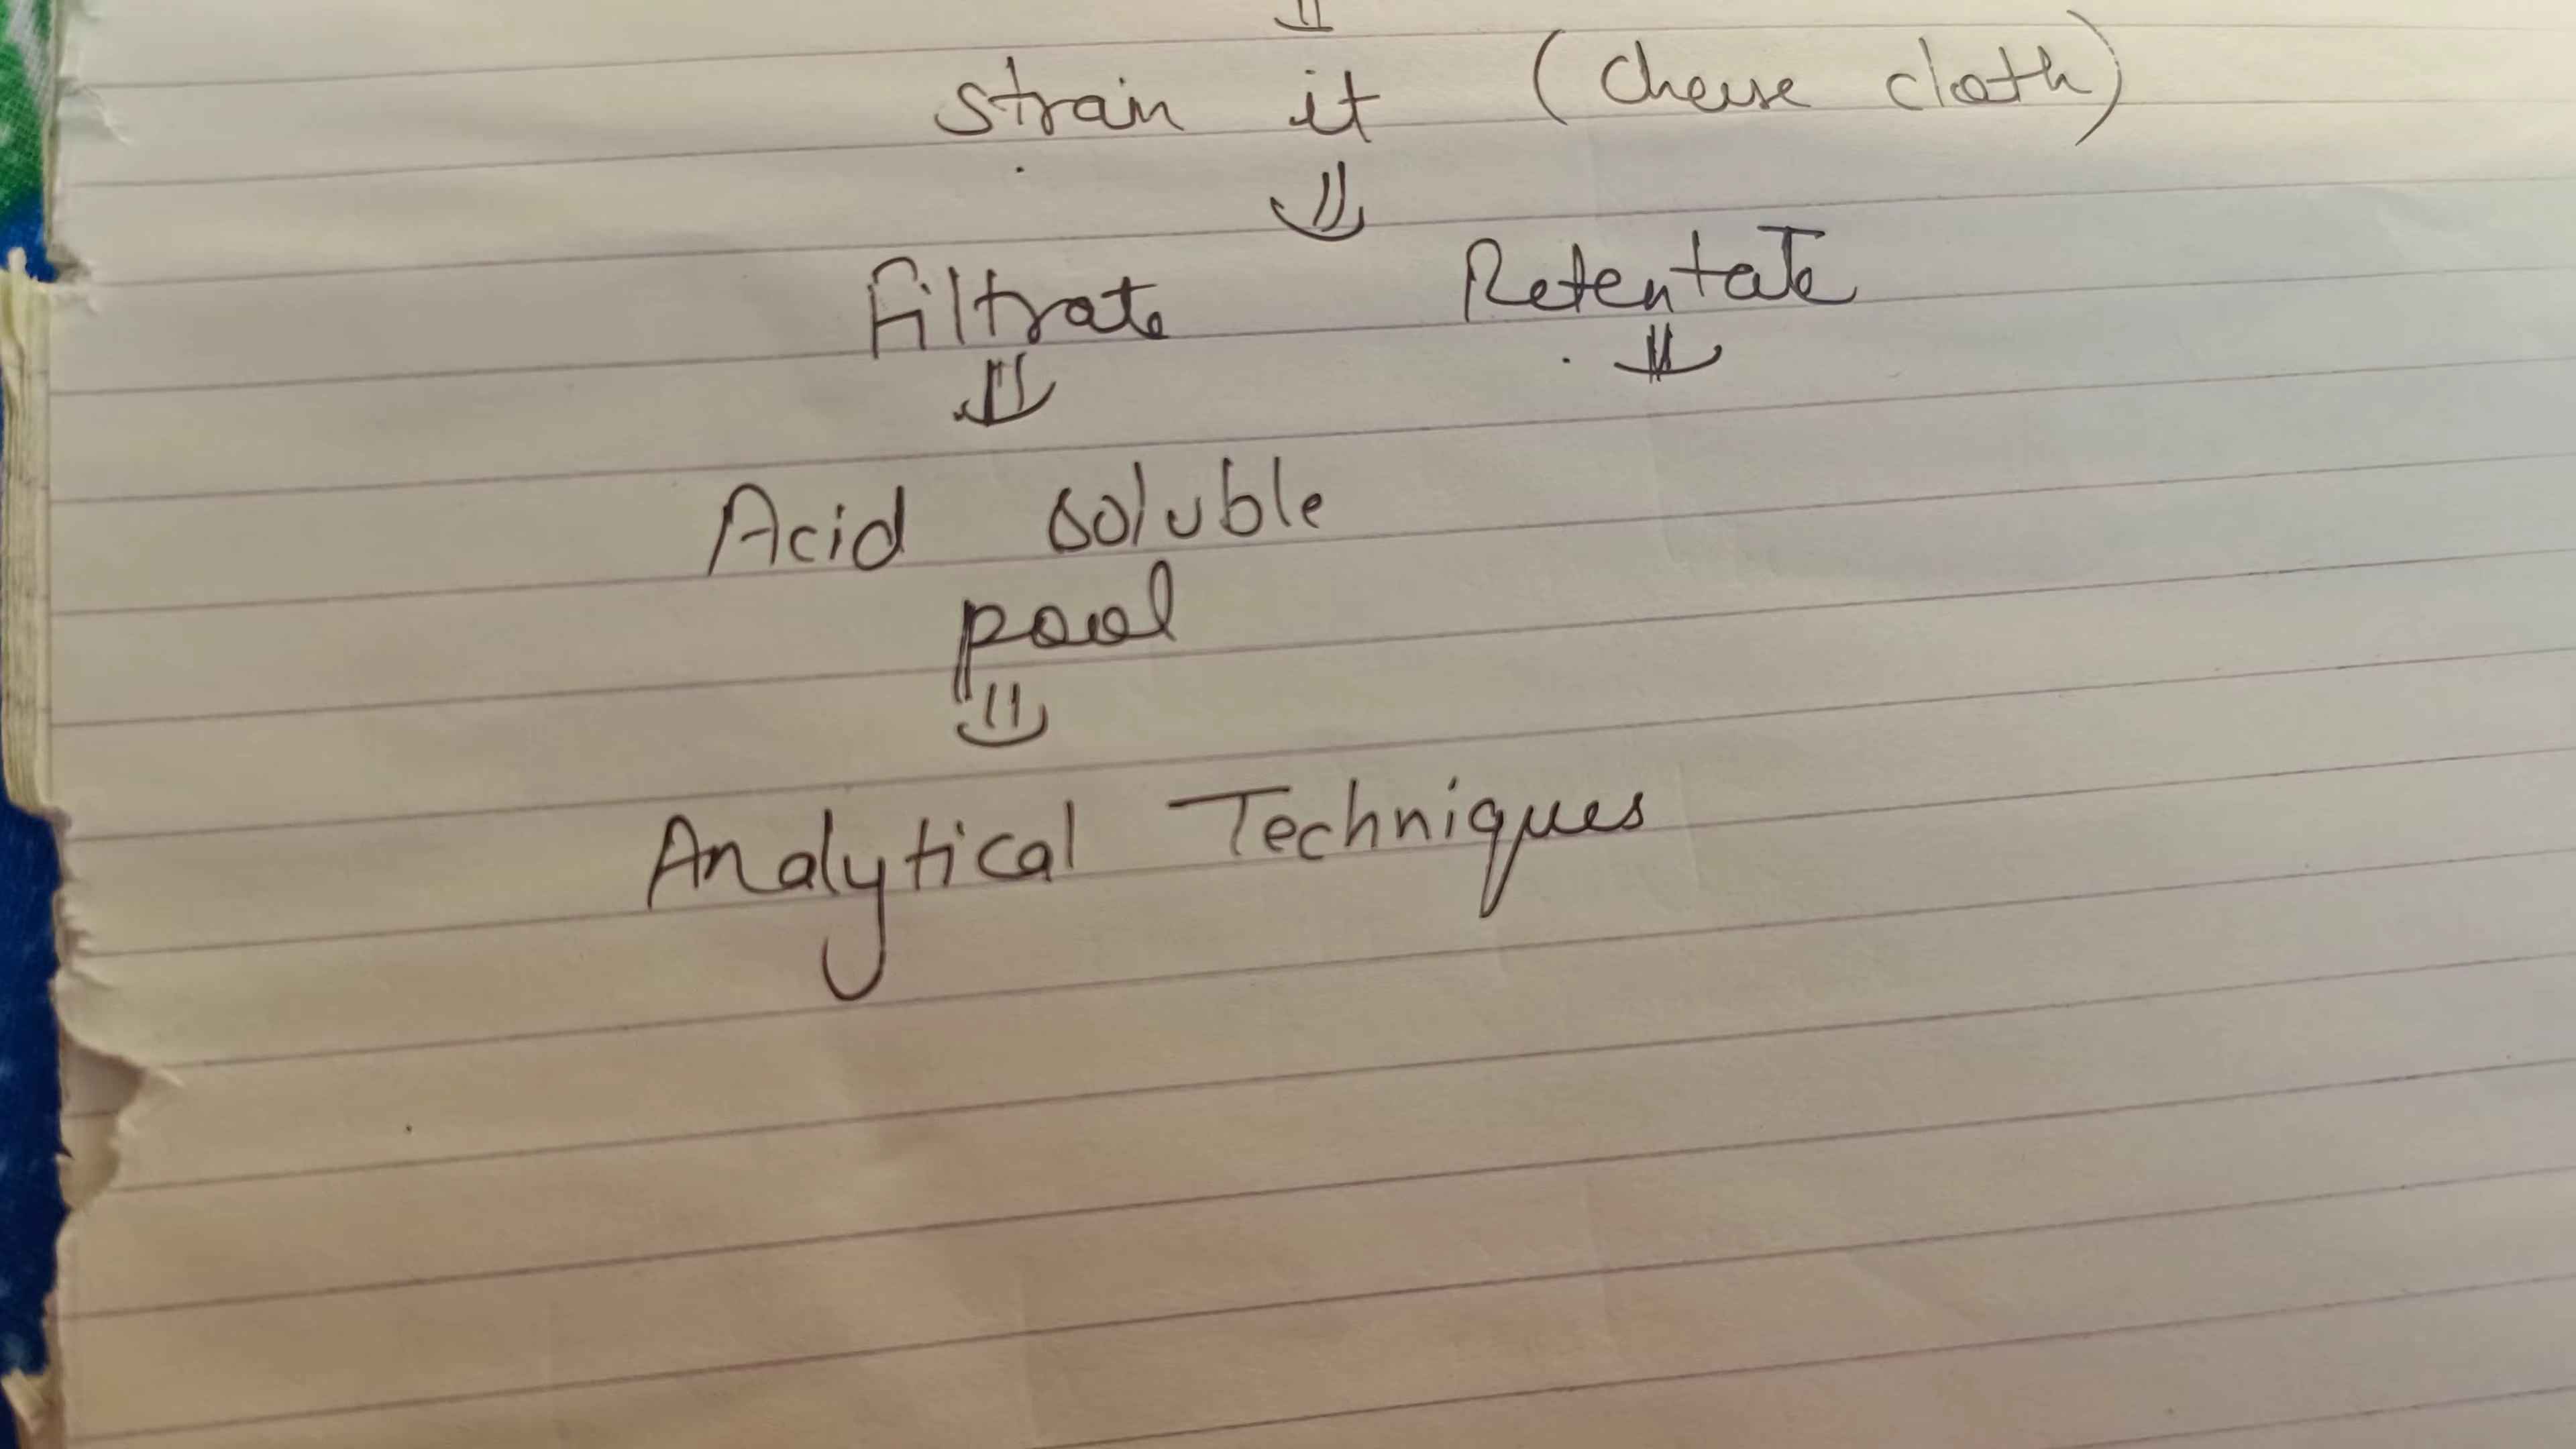 strain it (Cheese cloth)
Filtrate Retentate
Acid soluble
pool
Analytical Techniques